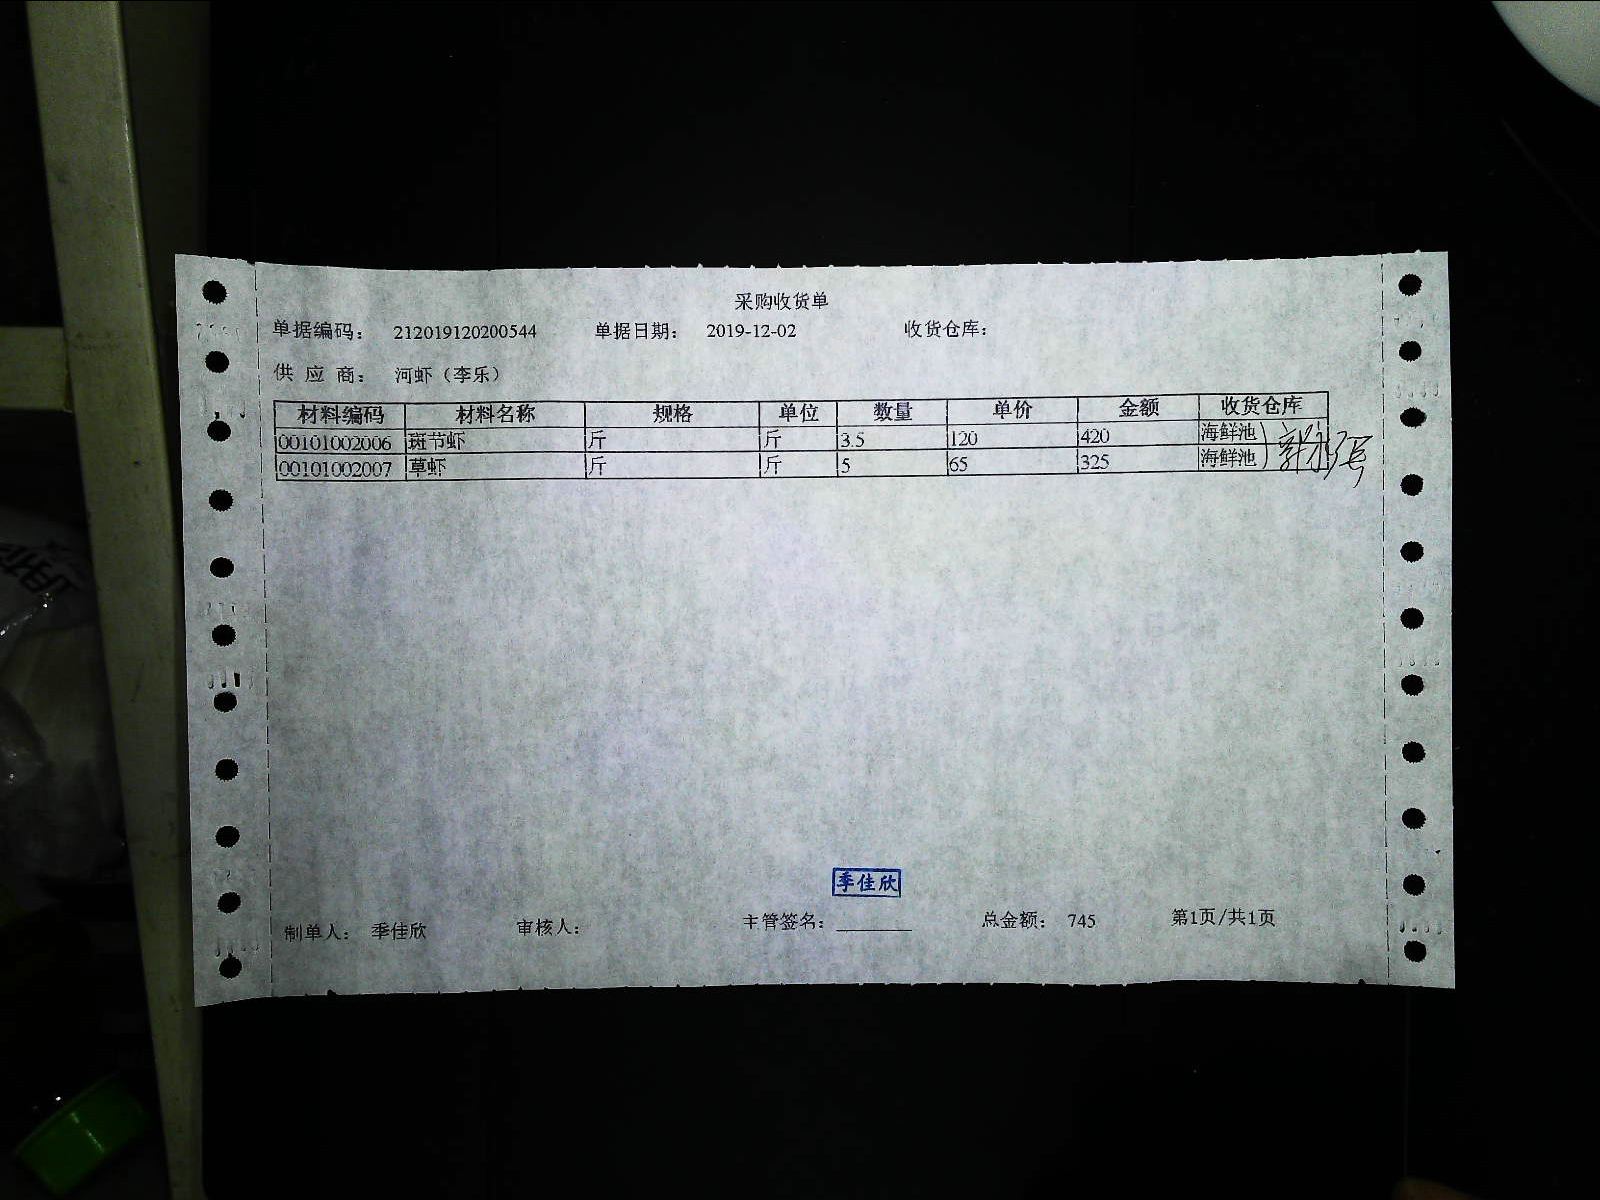 采购收货单
单据编码： 212019120200544 单据日期： 2019-12-02 收货仓库：
供 应 商： 河虾（李乐）
材料编码 材料名称 规格 单位 数量 单价 金额 收货仓库
00101002006 斑节虾 斤 斤 3.5 120 420 海鲜池
00101002007 草虾 斤 斤 5 65 325 海鲜池
季佳欣
制单人： 季佳欣 审核人： 主管签名： 总金额： 745 第1页/共1页